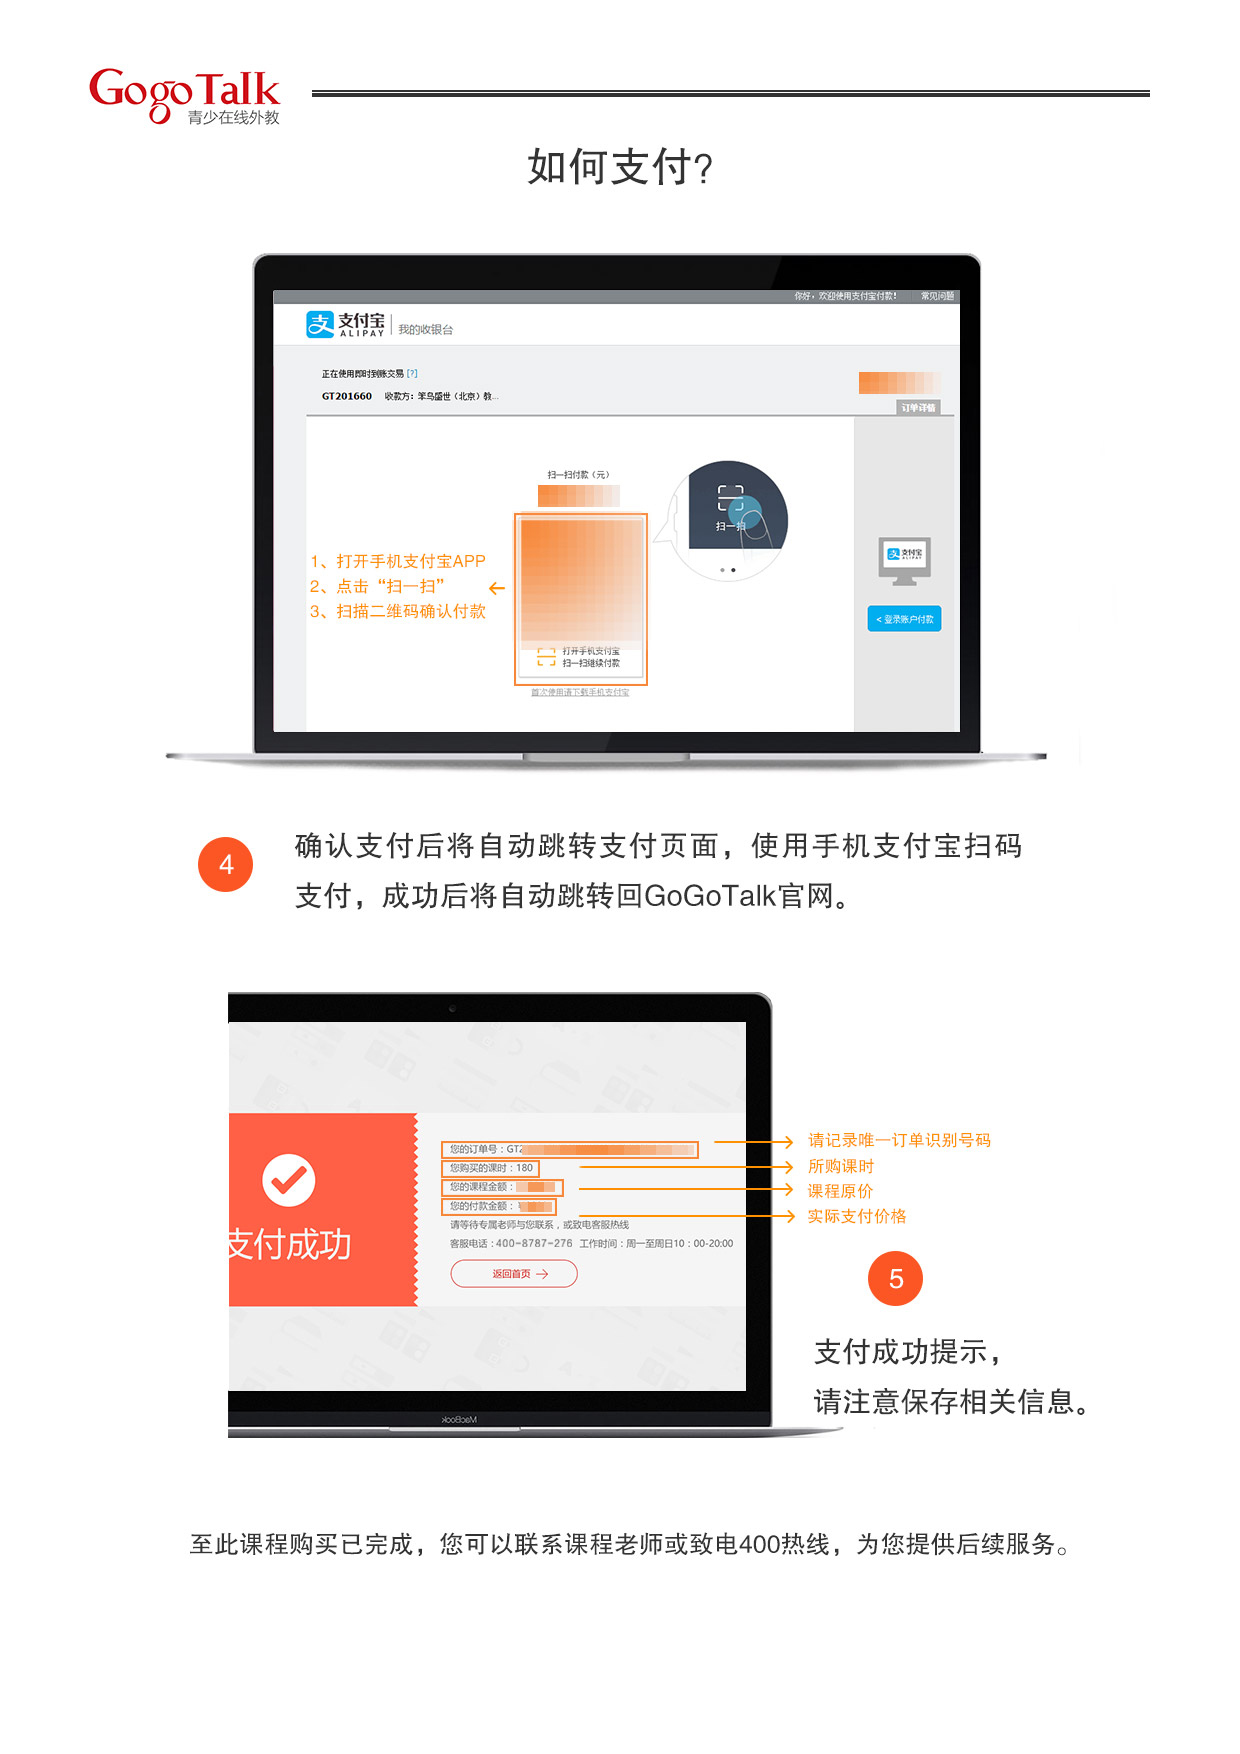 GogoTalk
青少在线外教
如何支付?
你好，欢迎使用支付宝付款！ 常见问题
支付宝 我的收银台
ALIPAY
正在使用即时到账交易 [?]
GT201660 收款方：笨鸟盛世（北京）教...
订单详情
扫一扫付款（元）
扫一扫
1、打开手机支付宝APP
2、点击“扫一扫”
3、扫描二维码确认付款
支付宝
ALIPAY
< 登录账户付款
打开手机支付宝
扫一扫继续付款
首次使用请下载手机支付宝
4
确认支付后将自动跳转支付页面，使用手机支付宝扫码
支付，成功后将自动跳转回GoGoTalk官网。
您的订单号：GT2
请记录唯一订单识别号码
您购买的课时：180
所购课时
您的课程金额：
课程原价
您的付款金额：
实际支付价格
请等待专属老师与您联系，或致电客服热线
客服电话：400-8787-276 工作时间：周一至周日10：00-20:00
支付成功
返回首页
5
支付成功提示，
请注意保存相关信息。
MacBook
至此课程购买已完成，您可以联系课程老师或致电400热线，为您提供后续服务。